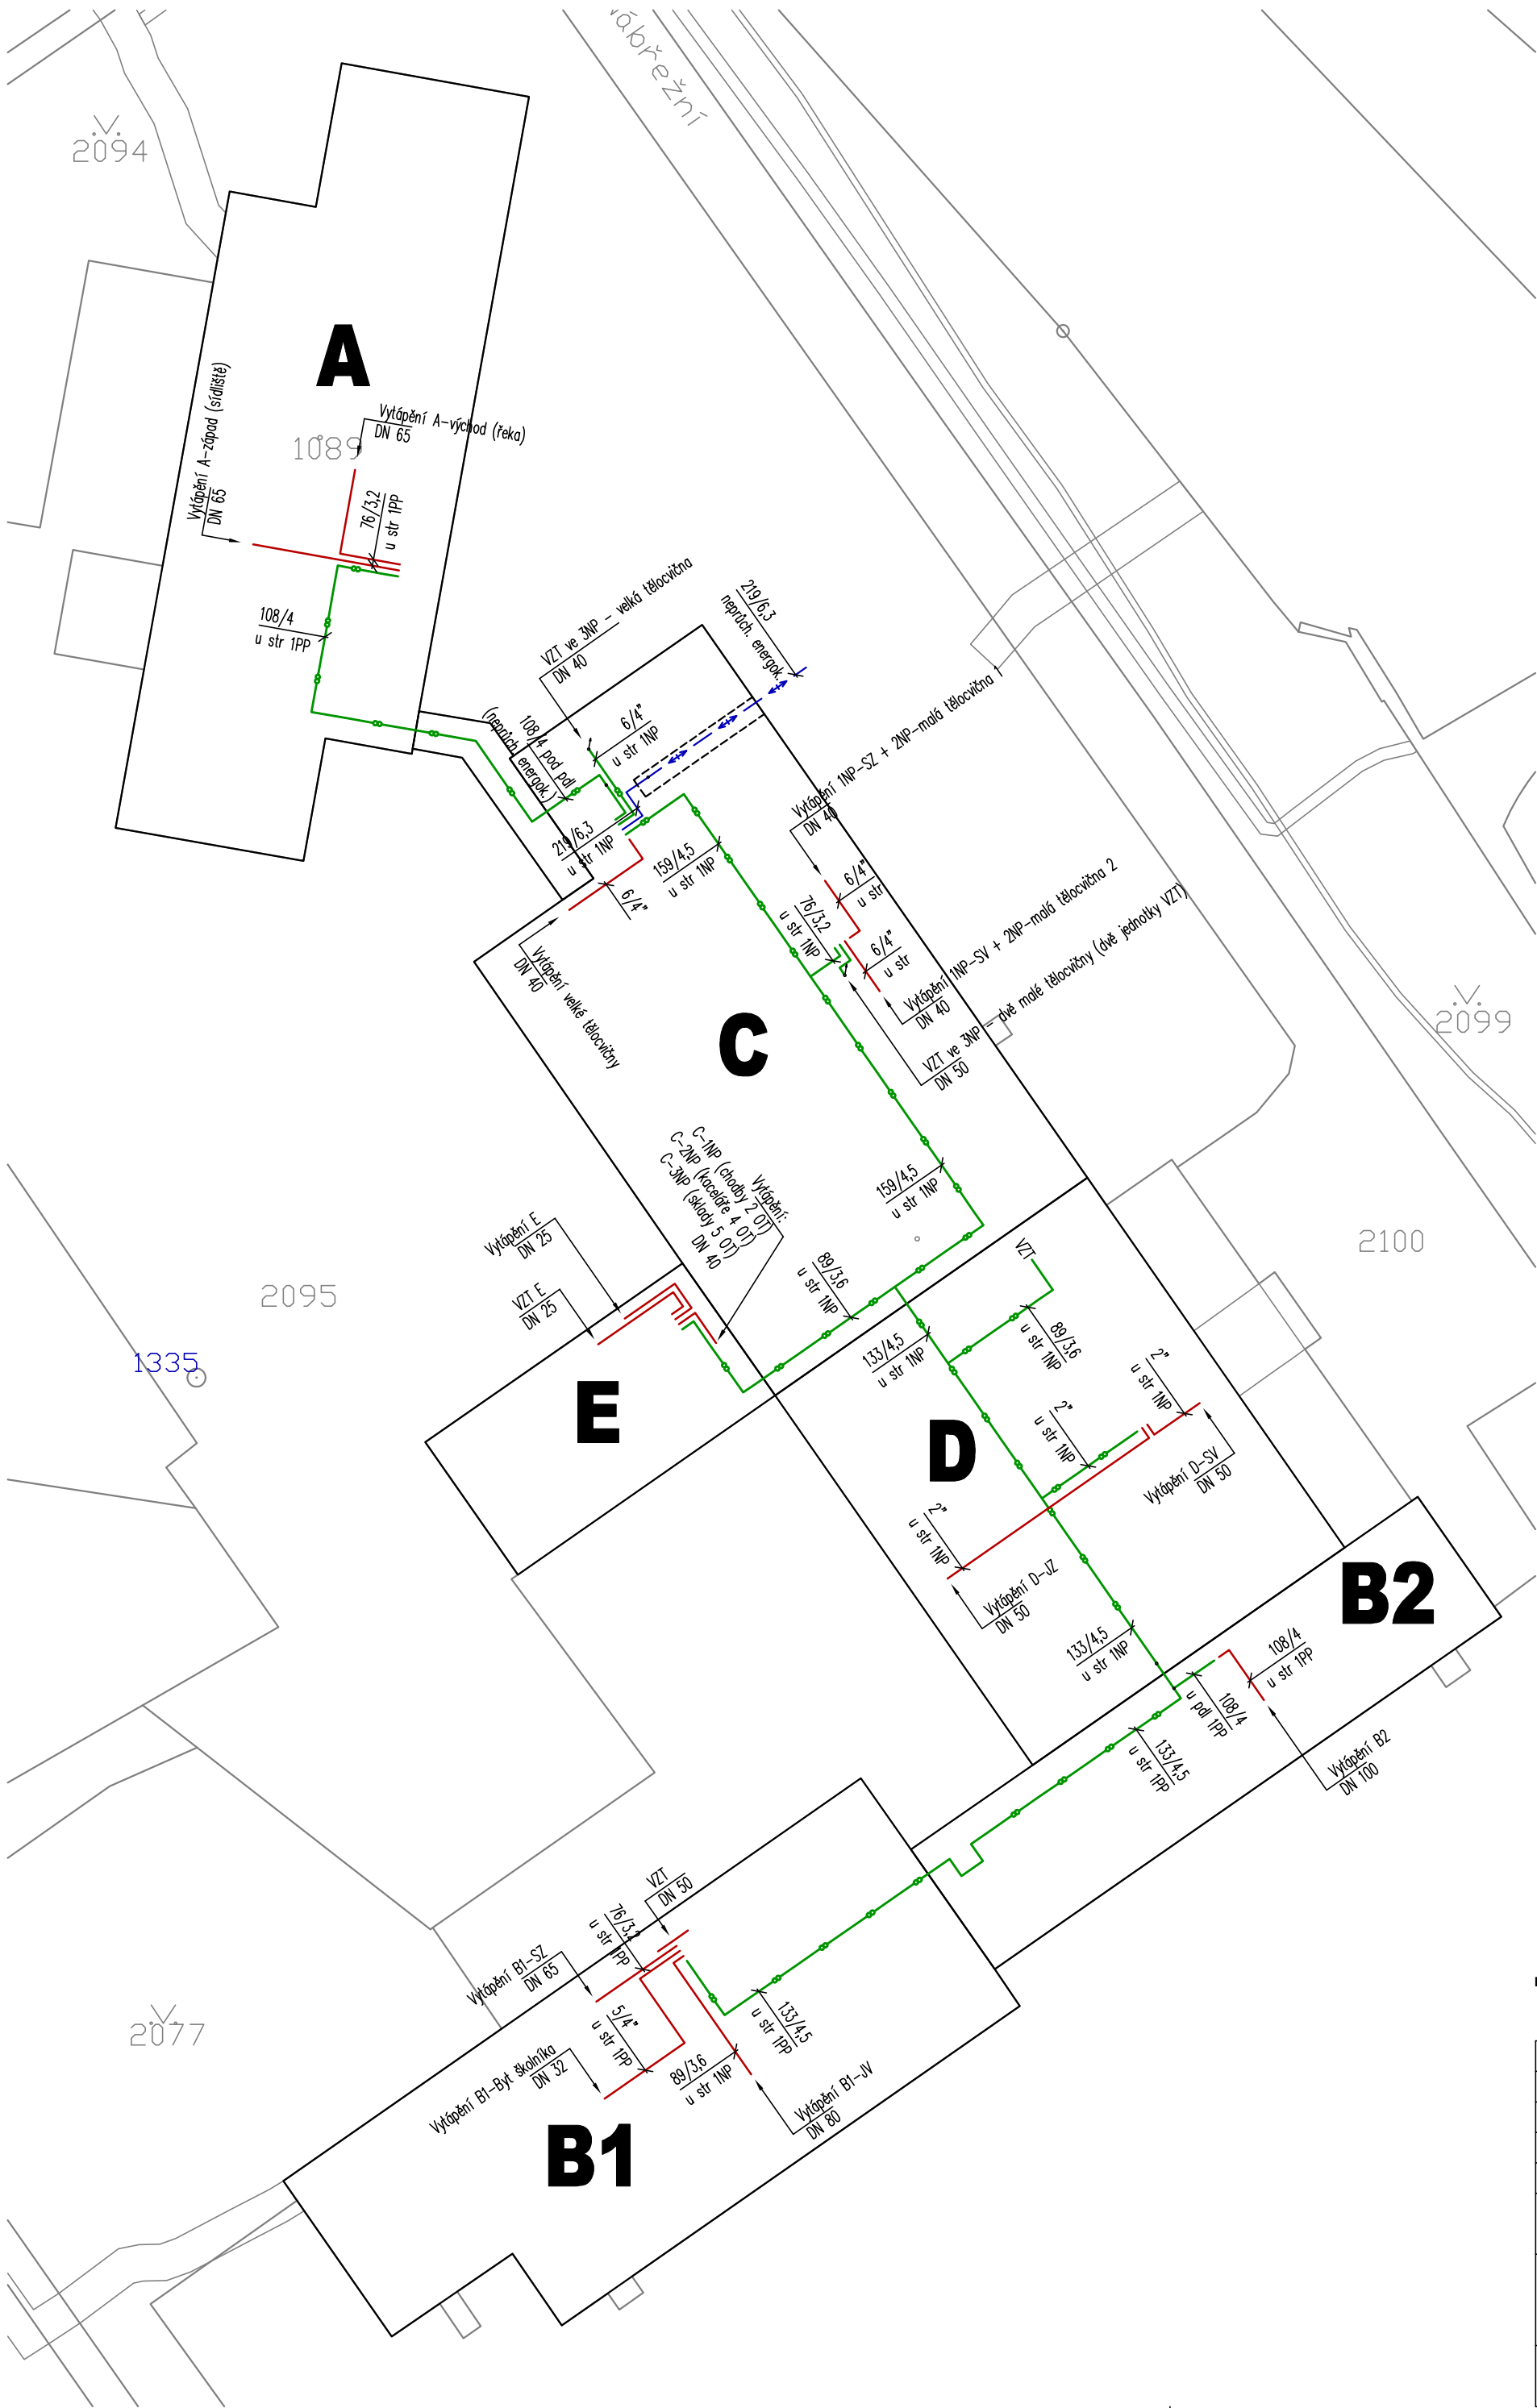 Nábřežní
2094
A
1089
Vytápění A-západ (sídliště)
DN 65
Vytápění A-východ (řeka)
DN 65
76/3,2
u str 1PP
108/4
u str 1PP
VZT ve 3NP - velká tělocvična
DN 40
219/6,3
neprůch. energok.
6/4"
u str 1NP
108/4 pod pdl
(neprůch. energok.)
219/6,3
u str 1NP
159/4,5
u str 1NP
6/4"
Vytápění velké tělocvičny
DN 40
Vytápění 1NP-SZ + 2NP-malá tělocvična 1
DN 40
6/4"
u str
76/3,2
u str 1NP
6/4"
u str
Vytápění 1NP-SV + 2NP-malá tělocvična 2
DN 40
VZT ve 3NP - dvě malé tělocvičny (dvě jednotky VZT)
DN 50
C
2099
159/4,5
u str 1NP
Vytápění:
C-1NP (chodby 2 OT)
C-2NP (kaceláře 4 OT)
C-3NP (sklady 5 OT)
DN 40
Vytápění E
DN 25
VZT E
DN 25
2095
1335
2100
89/3,6
u str 1NP
VZT
89/3,6
u str 1NP
133/4,5
u str 1NP
E
D
2"
u str 1NP
2"
u str 1NP
Vytápění D-SV
DN 50
2"
u str 1NP
Vytápění D-JZ
DN 50
B2
133/4,5
u str 1NP
108/4
u str 1PP
108/4
u pdl 1PP
133/4,5
u str 1PP
Vytápění B2
DN 100
VZT
DN 50
76/3,2
u str 1PP
Vytápění B1-SZ
DN 65
5/4"
u str 1PP
133/4,5
u str 1PP
89/3,6
u str 1NP
Vytápění B1-Byt školníka
DN 32
Vytápění B1-JV
DN 80
2077
B1